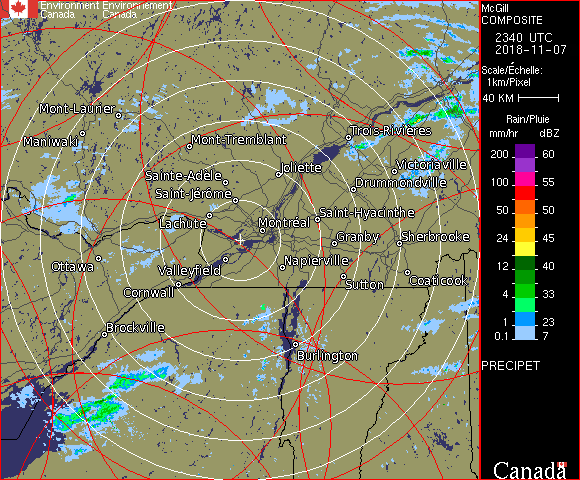 Environment Environnement
Canada Canada
McGill
COMPOSITE
2340 UTC
2018-11-07
Scale/Échelle:
1km/Pixel
40 KM
Rain/Pluie
mm/hr dBZ
200 60
100 55
50 50
24 45
12 40
4 33
1 23
0.1 7
PRECIPET
Mont-Laurier
Maniwaki
Mont-Tremblant
Trois-Rivières
Joliette
Victoriaville
Sainte-Adèle
Drummondville
Saint-Jérôme
Lachute
Montréal
Saint-Hyacinthe
Granby
Sherbrooke
Ottawa
Valleyfield
Napierville
Cornwall
Sutton
Coaticook
Brockville
Burlington
Canada